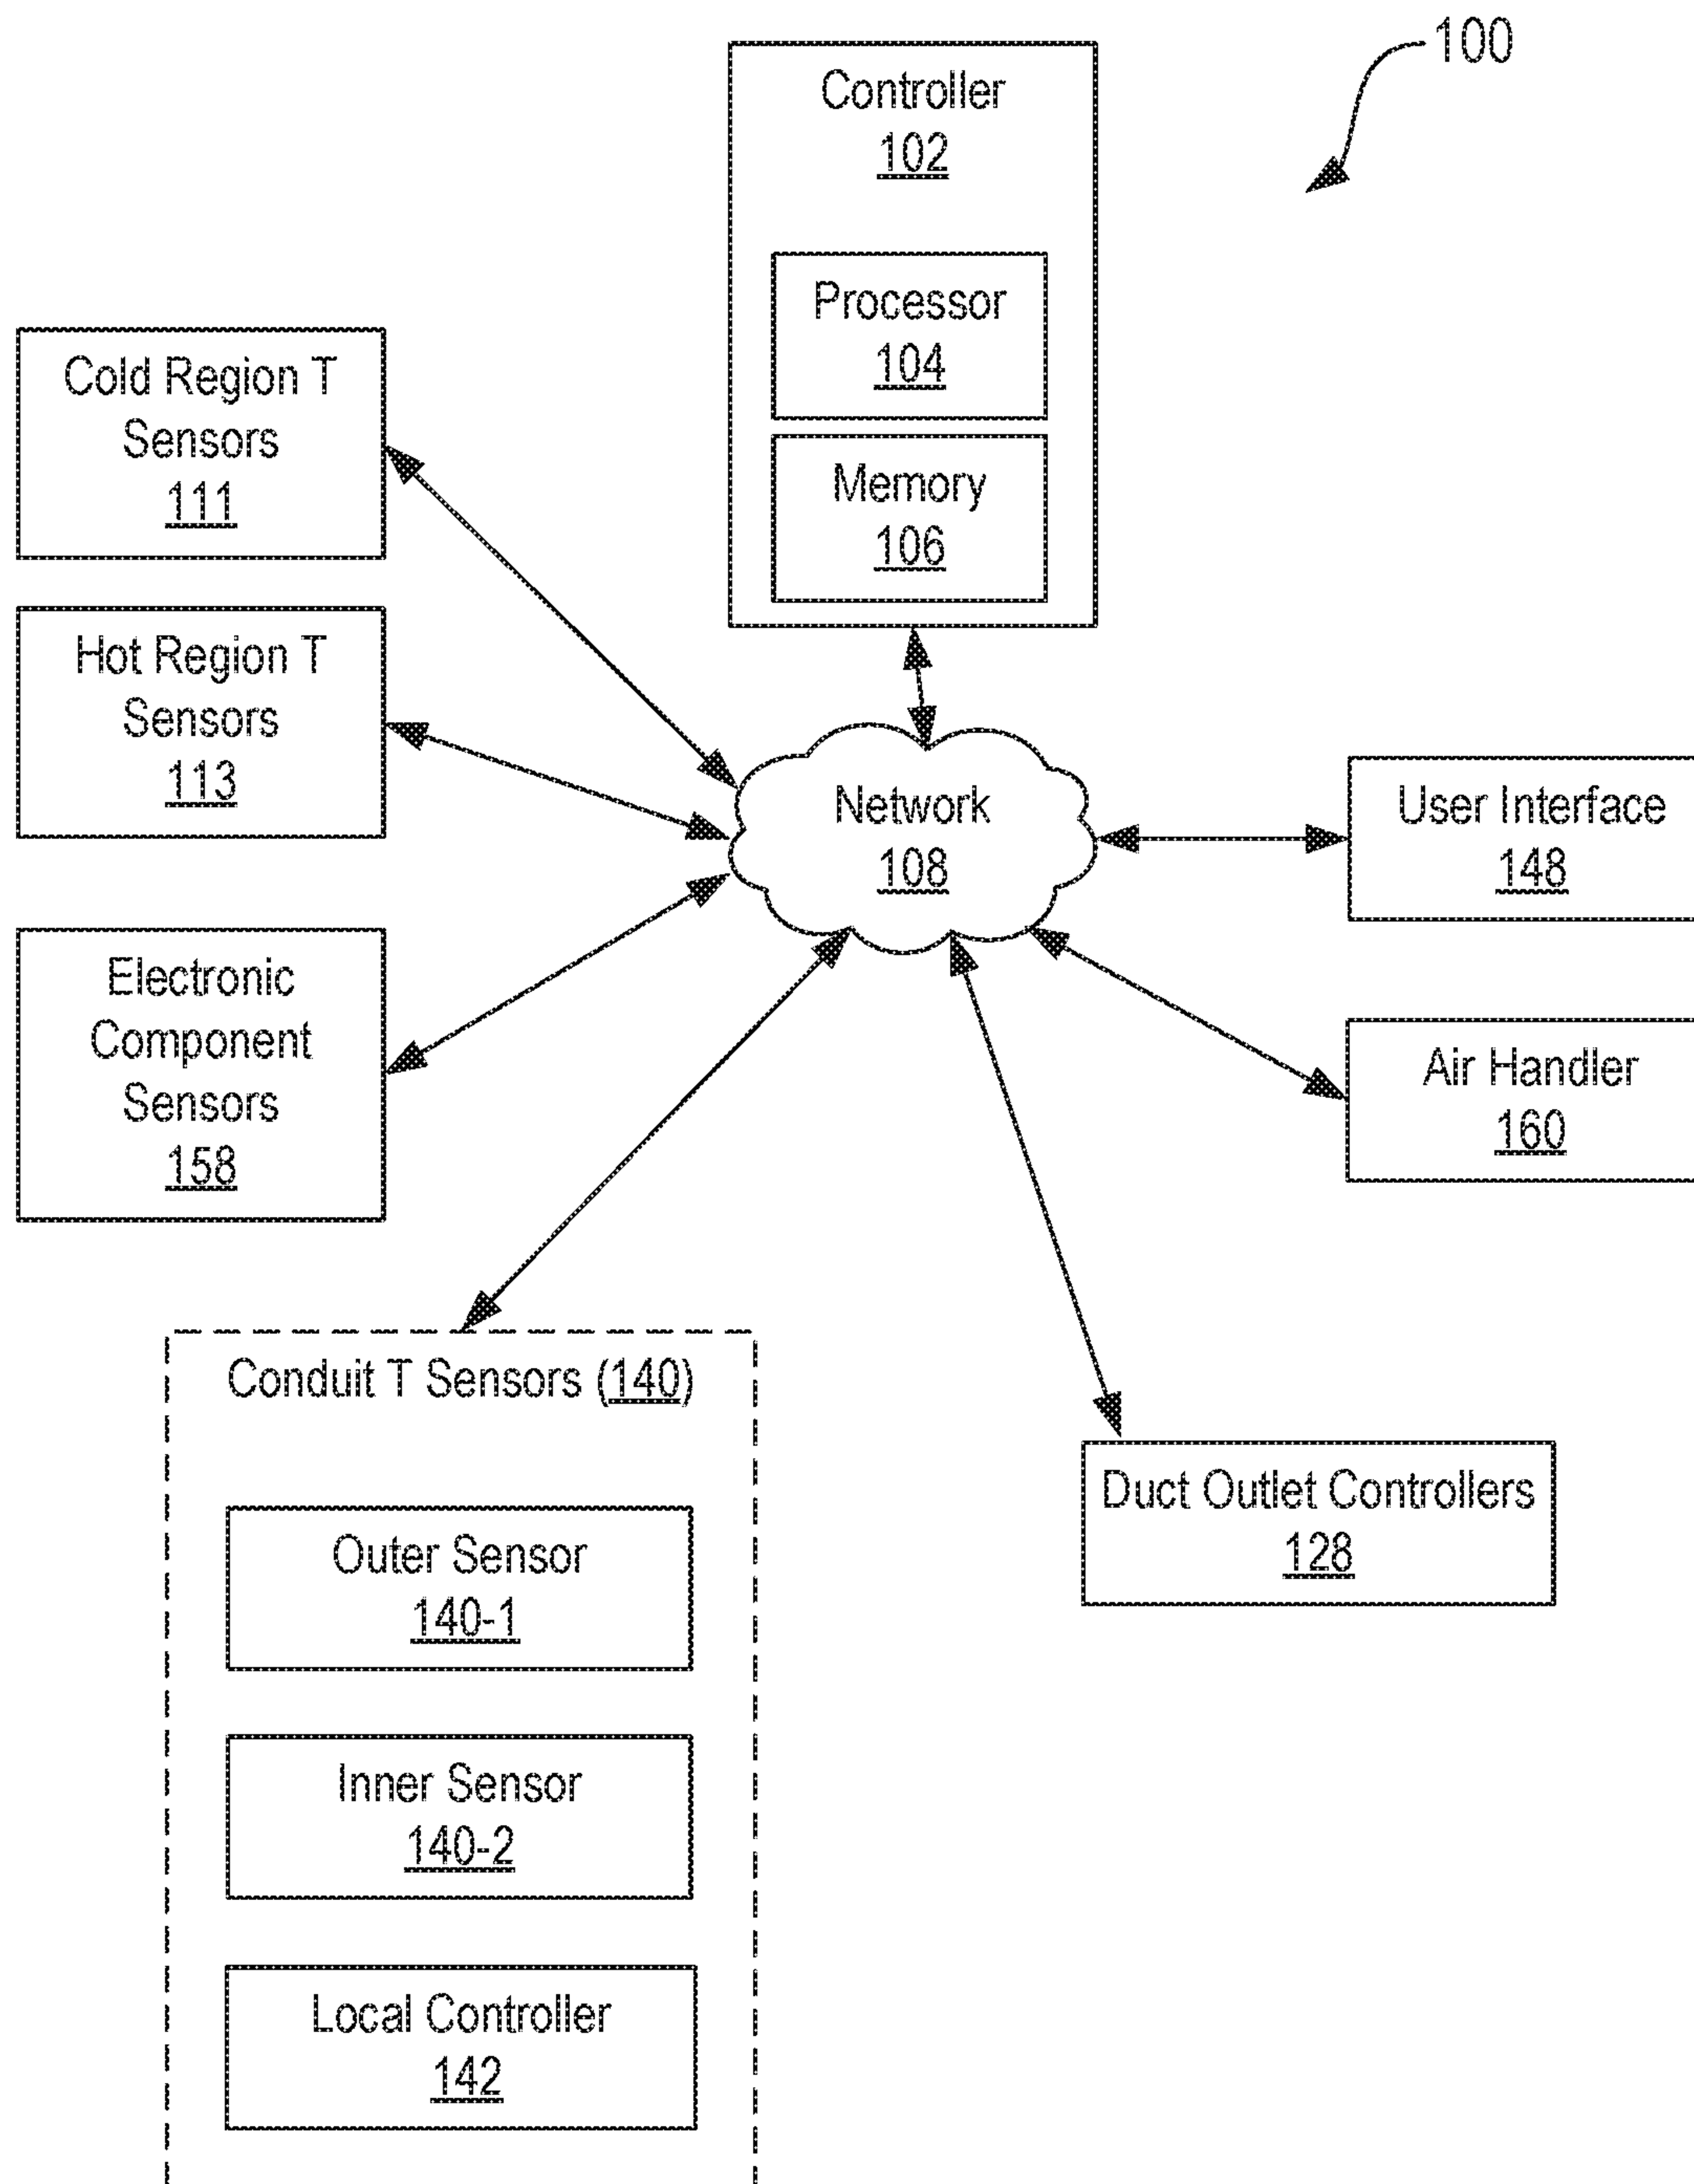 100
Controller
102
Processor
104
Memory
106
Cold Region T
Sensors
111
Hot Region T
Sensors
113
Electronic
Component
Sensors
158
Network
108
User Interface
148
Air Handler
160
Conduit T Sensors (140)
Outer Sensor
140-1
Inner Sensor
140-2
Local Controller
142
Duct Outlet Controllers
128